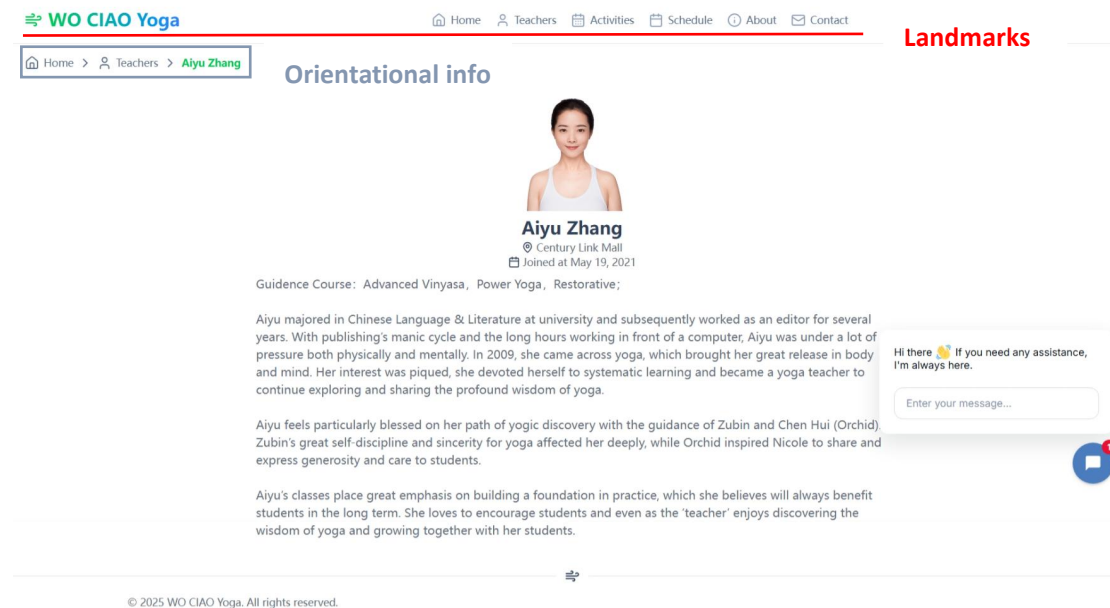 WO CIAO Yoga
Home Teachers Activities Schedule About Contact
Landmarks
Home > Teachers > Aiyu Zhang
Orientational info
Aiyu Zhang
Century Link Mall
Joined at May 19, 2021
Guidence Course: Advanced Vinyasa, Power Yoga, Restorative;
Aiyu majored in Chinese Language & Literature at university and subsequently worked as an editor for several
years. With publishing's manic cycle and the long hours working in front of a computer, Aiyu was under a lot of
pressure both physically and mentally. In 2009, she came across yoga, which brought her great release in body
and mind. Her interest was piqued, she devoted herself to systematic learning and became a yoga teacher to
continue exploring and sharing the profound wisdom of yoga.
Aiyu feels particularly blessed on her path of yogic discovery with the guidance of Zubin and Chen Hui (Orchid).
Zubin's great self-discipline and sincerity for yoga affected her deeply, while Orchid inspired Nicole to share and
express generosity and care to students.
Aiyu's classes place great emphasis on building a foundation in practice, which she believes will always benefit
students in the long term. She loves to encourage students and even as the 'teacher' enjoys discovering the
wisdom of yoga and growing together with her students.
Hi there 👋 If you need any assistance,
I'm always here.
Enter your message...
© 2025 WO CIAO Yoga. All rights reserved.